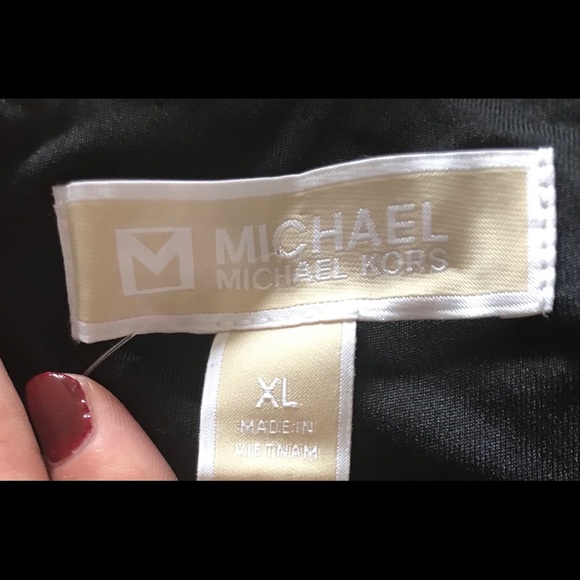 M MICHAEL
MICHAEL KORS
XL
MADE IN
VIETNAM